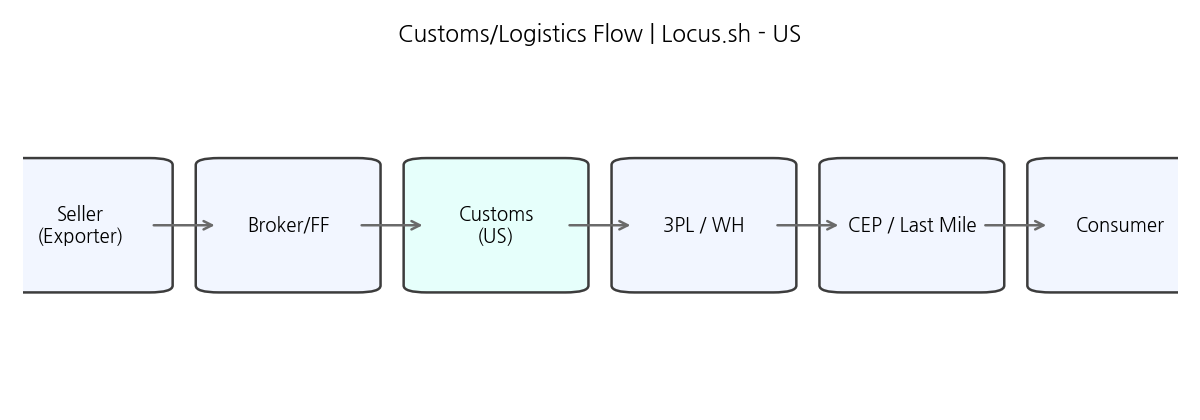 Customs/Logistics Flow | Locus.sh - US
Seller
(Exporter)
Broker/FF
Customs
(US)
3PL / WH
CEP / Last Mile
Consumer